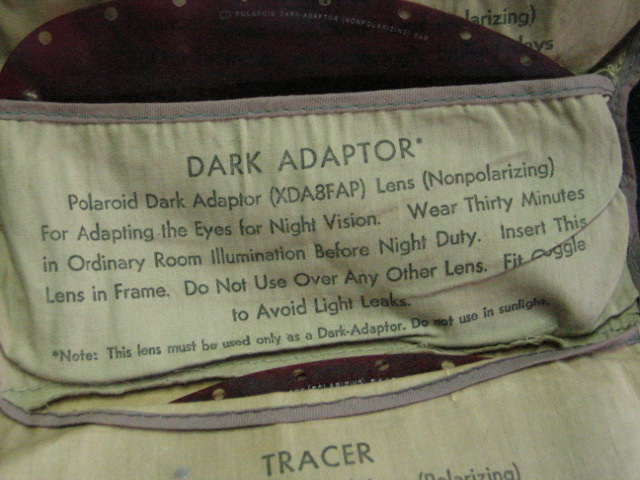 POLAROID DARK-ADAPTOR (NONPOLARIZING)
larizing)
ays
DARK ADAPTOR*
Polaroid Dark Adaptor (XDA8FAP) Lens (Nonpolarizing)
For Adapting the Eyes for Night Vision. Wear Thirty Minutes
in Ordinary Room Illumination Before Night Duty. Insert This
Lens in Frame. Do Not Use Over Any Other Lens. Fit Goggle
to Avoid Light Leaks.
*Note: This lens must be used only as a Dark-Adaptor. Do not use in sunlight.
TRACER
(Polarizing)